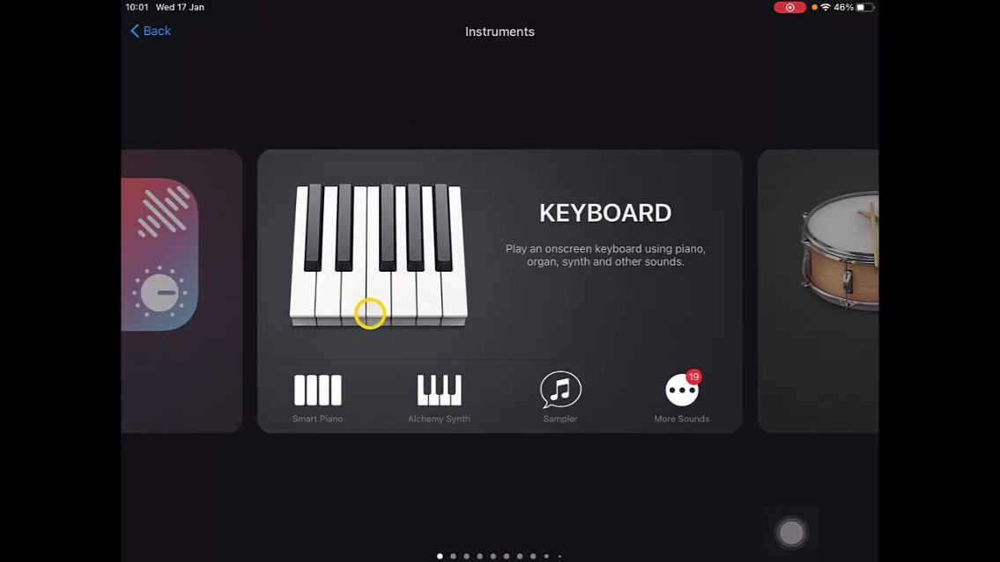 10:01 Wed 17 Jan
46%
Back
Instruments
KEYBOARD
Play an onscreen keyboard using piano,
organ, synth and other sounds.
19
Smart Piano
Alchemy Synth
Sampler
More Sounds